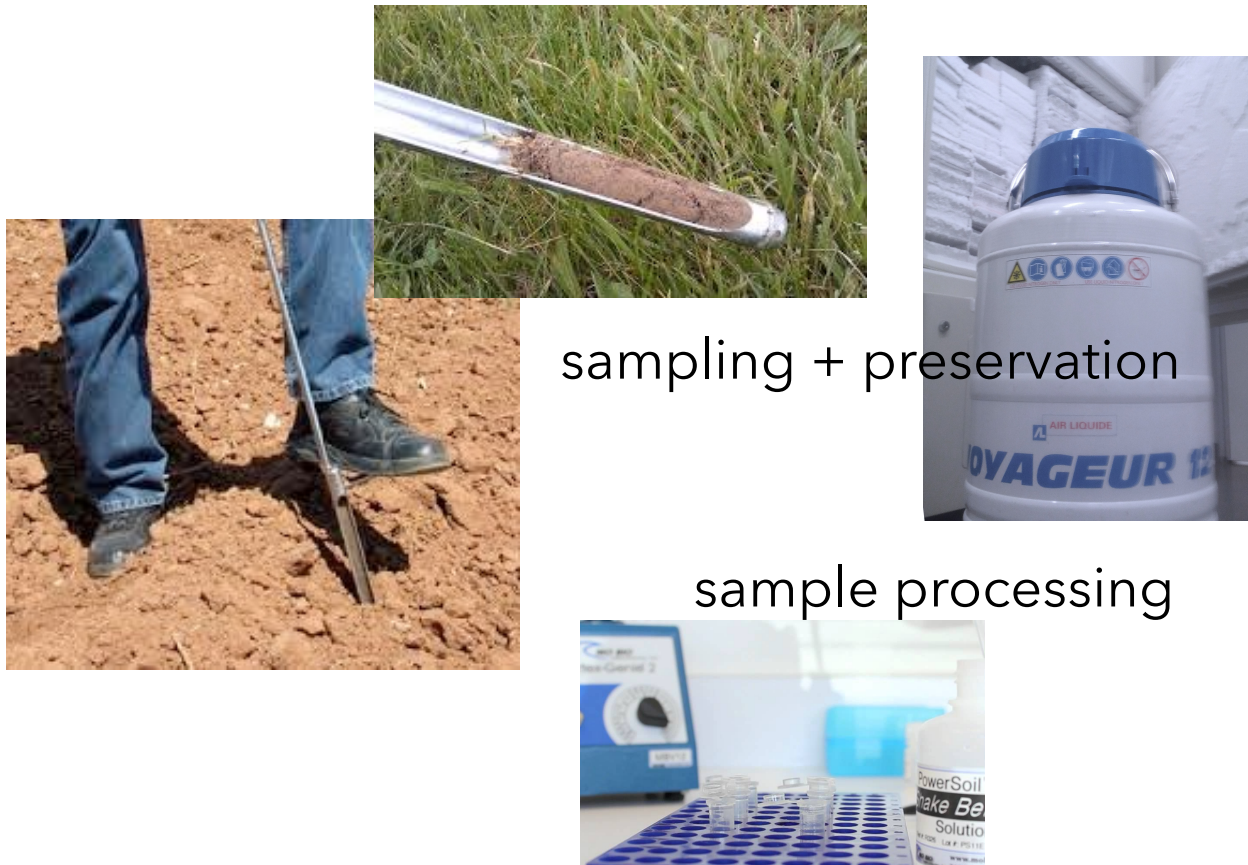 sampling + preservation
AIR LIQUIDE
OYAGEUR 12
sample processing
PowerSoil
nake Be
Solutio